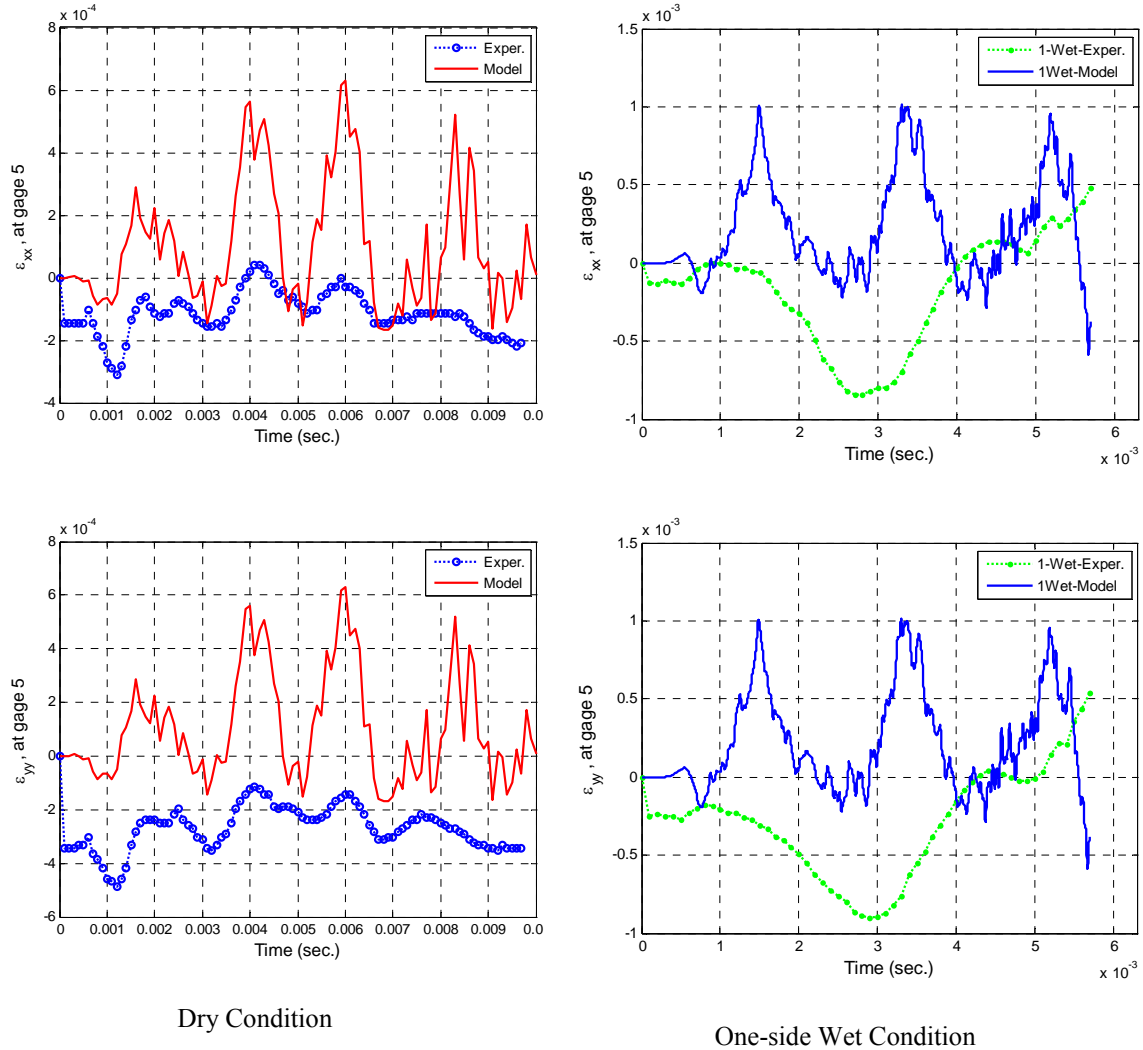 x 10⁻⁴
8
6
4
2
0
-2
-4
0 0.001 0.002 0.003 0.004 0.005 0.006 0.007 0.008 0.009 0.0
Time (sec.)
εxx , at gage 5
Exper.
Model
x 10⁻³
1.5
1
0.5
0
-0.5
-1
0 1 2 3 4 5 6
x 10⁻³
Time (sec.)
εxx , at gage 5
1-Wet-Exper.
1Wet-Model
x 10⁻⁴
8
6
4
2
0
-2
-4
-6
0 0.001 0.002 0.003 0.004 0.005 0.006 0.007 0.008 0.009 0.0
Time (sec.)
εyy , at gage 5
Exper.
Model
x 10⁻³
1.5
1
0.5
0
-0.5
-1
0 1 2 3 4 5 6
x 10⁻³
Time (sec.)
εyy , at gage 5
1-Wet-Exper.
1Wet-Model
Dry Condition
One-side Wet Condition